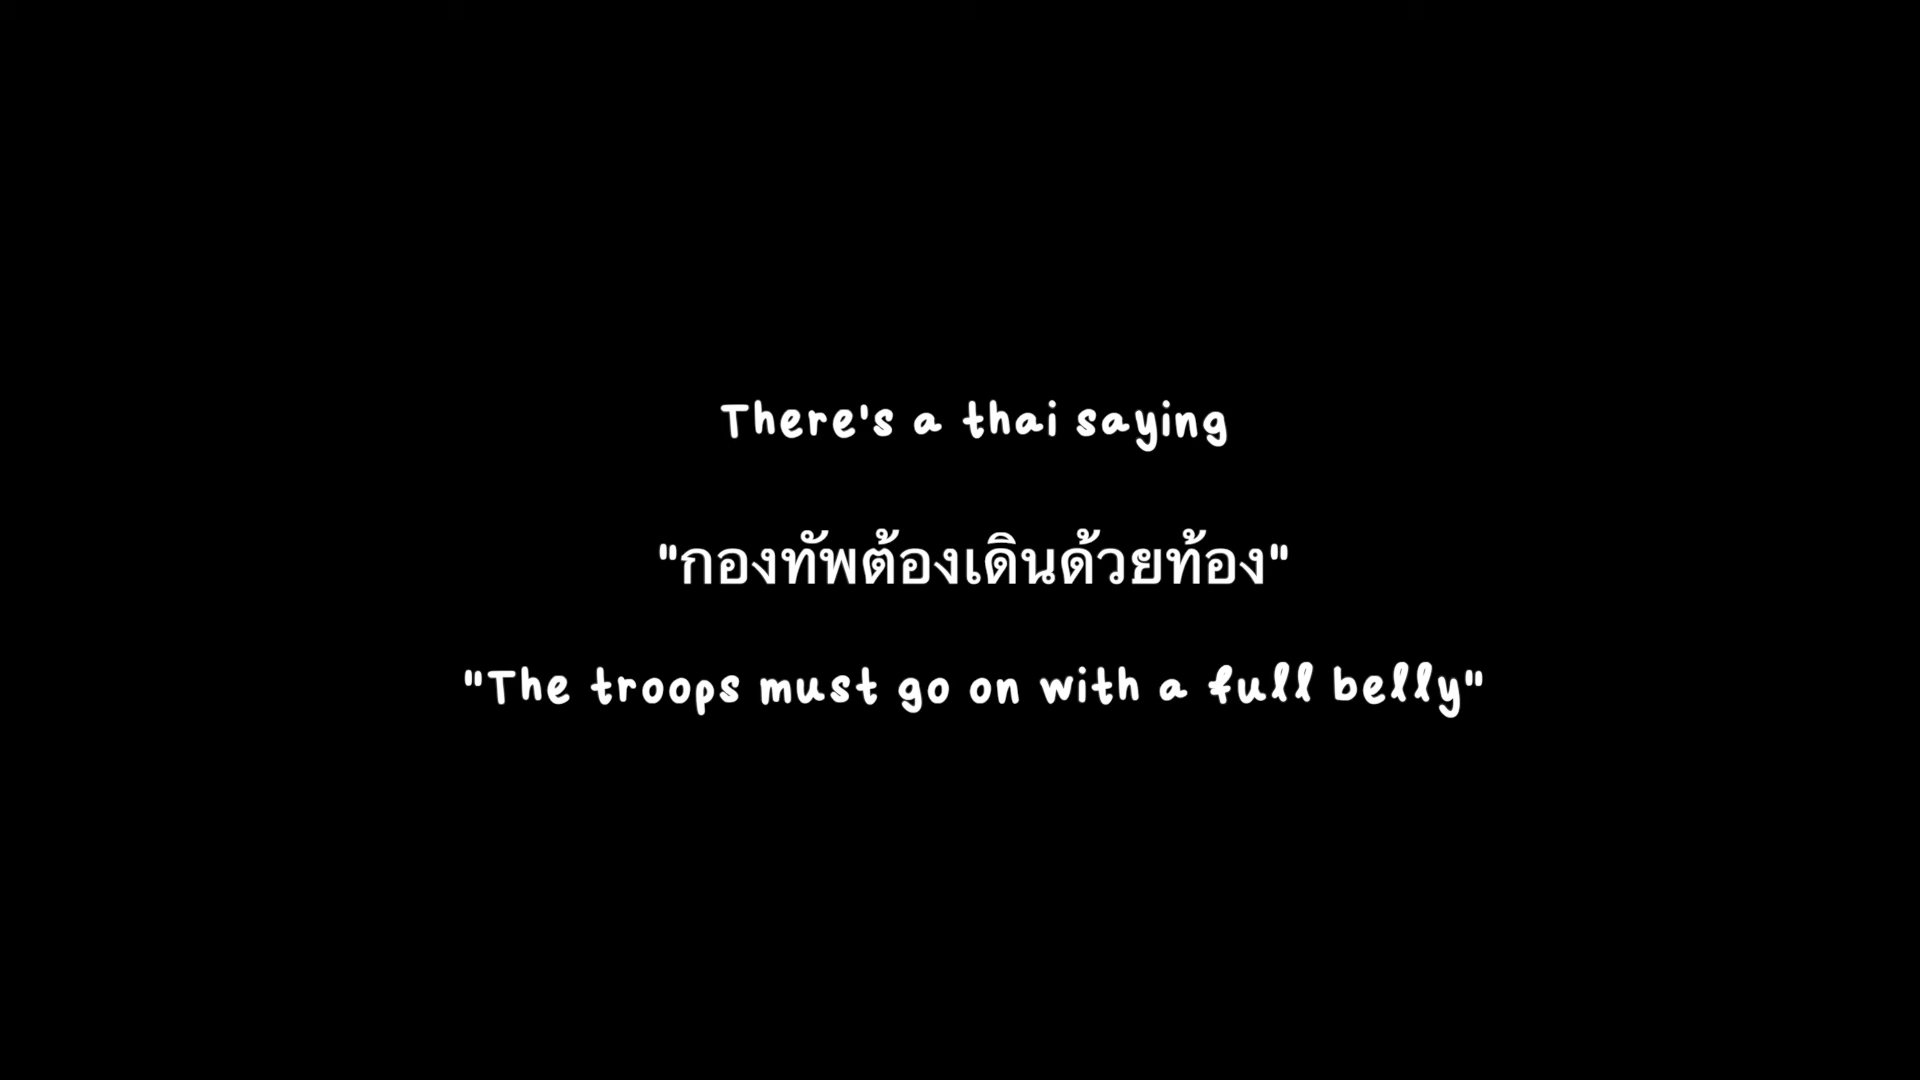 There's a thai saying
"กองทัพต้องเดินด้วยท้อง"
"The troops must go on with a full belly"